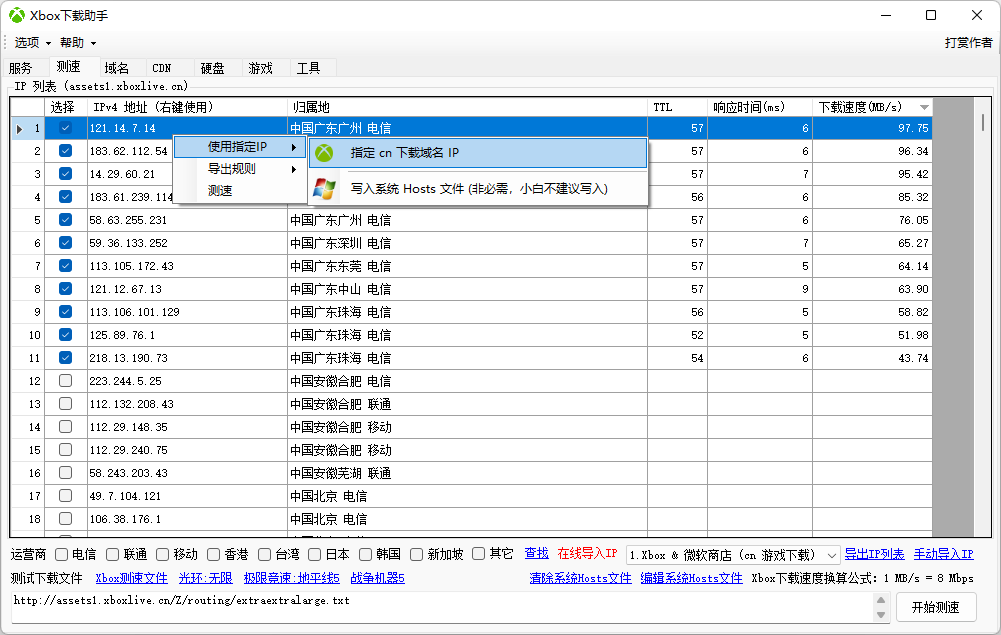 Xbox下载助手
选项 帮助 打赏作者
服务 测速 域名 CDN 硬盘 游戏 工具
IP 列表 (assets1.xboxlive.cn)
选择 IPv4 地址 (右键使用) 归属地 TTL 响应时间(ms) 下载速度(MB/s)
1 121.14.7.14 中国广东广州 电信 57 6 97.75
使用指定IP 指定 cn 下载域名 IP
2 183.62.112.54 57 6 96.34
导出规则
3 14.29.60.21 57 7 95.42
测速 写入系统 Hosts 文件 (非必需, 小白不建议写入)
4 183.61.239.114 56 6 85.32
5 58.63.255.231 中国广东广州 电信 57 6 76.05
6 59.36.133.252 中国广东深圳 电信 57 7 65.27
7 113.105.172.43 中国广东东莞 电信 57 5 64.14
8 121.12.67.13 中国广东中山 电信 57 9 63.90
9 113.106.101.129 中国广东珠海 电信 56 5 58.82
10 125.89.76.1 中国广东珠海 电信 52 5 51.98
11 218.13.190.73 中国广东珠海 电信 54 6 43.74
12 223.244.5.25 中国安徽合肥 电信
13 112.132.208.43 中国安徽合肥 联通
14 112.29.148.35 中国安徽合肥 移动
15 112.29.240.75 中国安徽合肥 移动
16 58.243.203.43 中国安徽芜湖 联通
17 49.7.104.121 中国北京 电信
18 106.38.176.1 中国北京 电信
运营商 电信 联通 移动 香港 台湾 日本 韩国 新加坡 其它 查找 在线导入IP 1.Xbox & 微软商店 (cn 游戏下载) 导出IP列表 手动导入IP
测试下载文件 Xbox测速文件 光环:无限 极限竞速:地平线5 战争机器5 清除系统Hosts文件 编辑系统Hosts文件 Xbox下载速度换算公式: 1 MB/s = 8 Mbps
http://assets1.xboxlive.cn/Z/routing/extraextralarge.txt
开始测速